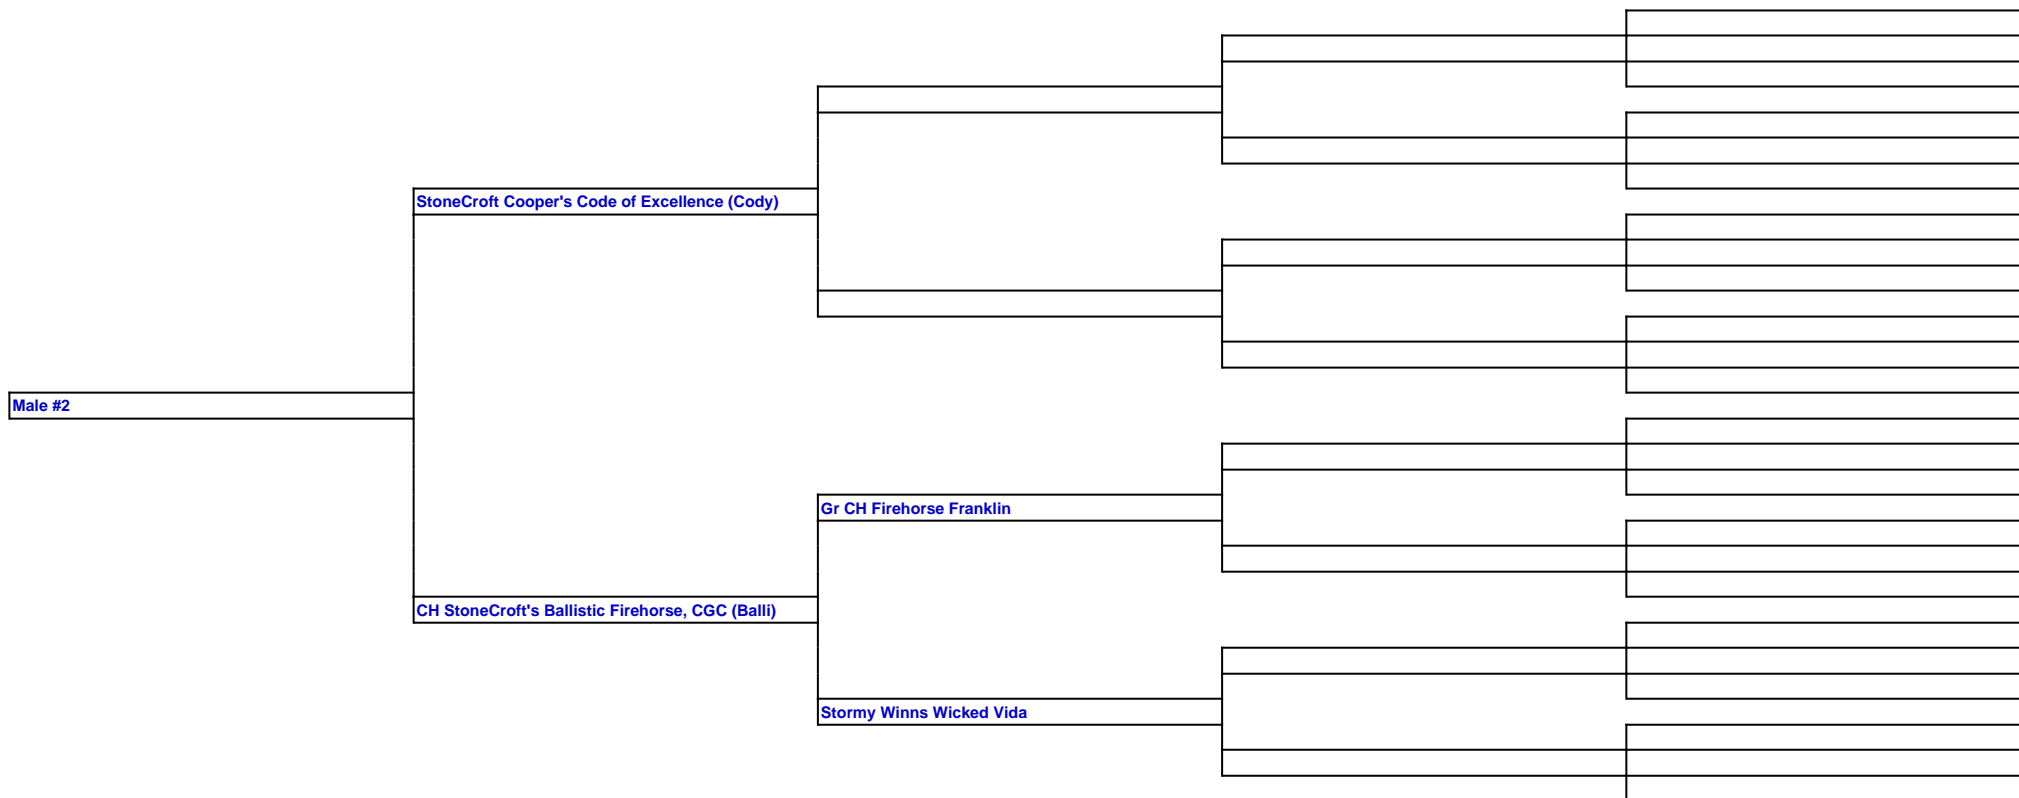 StoneCroft Cooper's Code of Excellence (Cody)
Male #2
Gr CH Firehorse Franklin
CH StoneCroft's Ballistic Firehorse, CGC (Balli)
Stormy Winns Wicked Vida